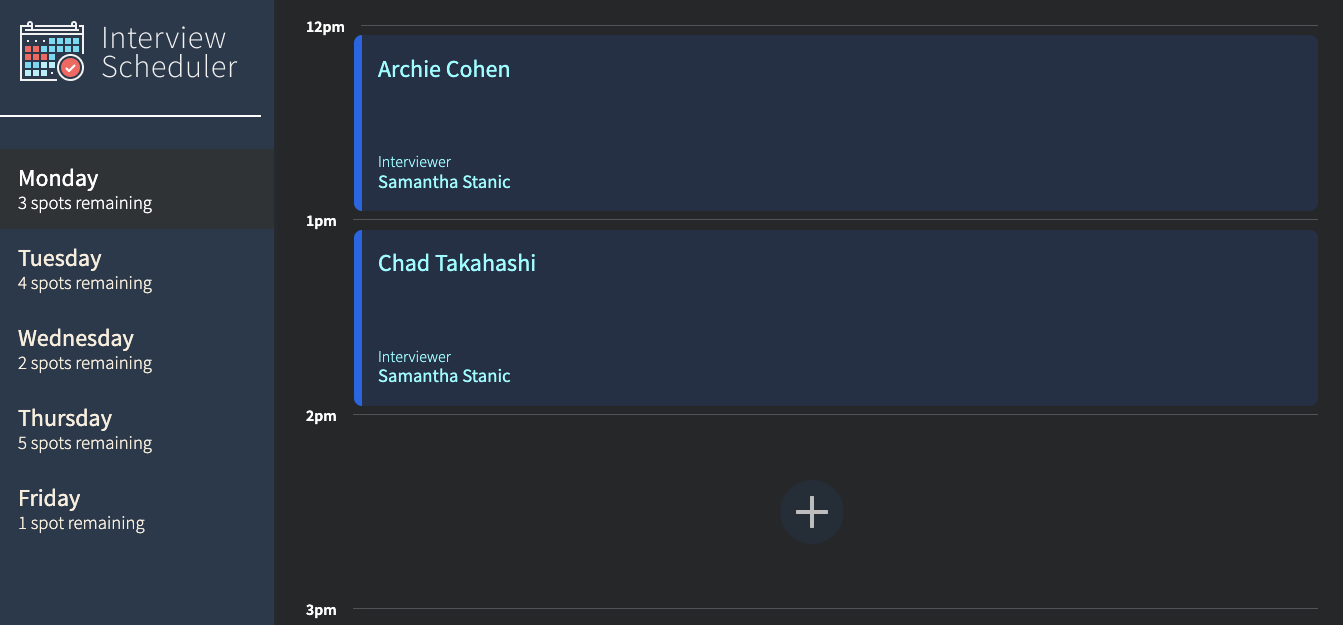 Interview
Scheduler
Monday
3 spots remaining
Tuesday
4 spots remaining
Wednesday
2 spots remaining
Thursday
5 spots remaining
Friday
1 spot remaining
12pm
Archie Cohen
Interviewer
Samantha Stanic
1pm
Chad Takahashi
Interviewer
Samantha Stanic
2pm
3pm